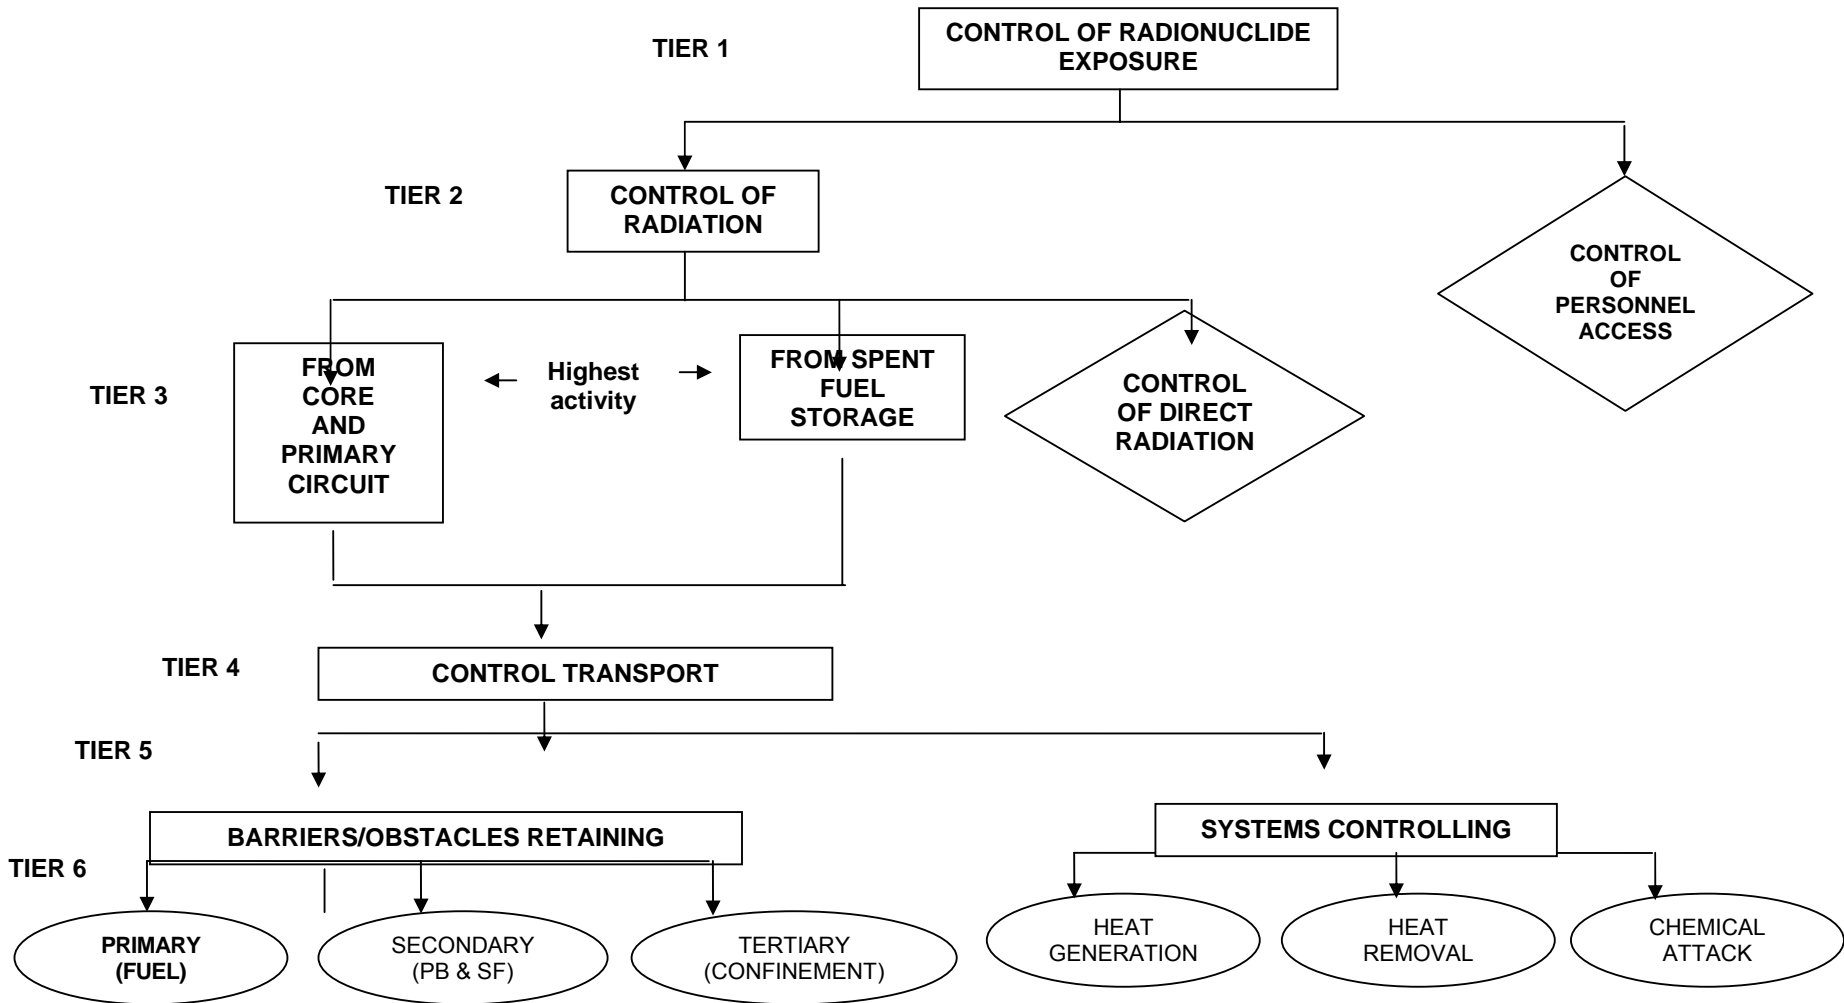 TIER 1
CONTROL OF RADIONUCLIDE
EXPOSURE
TIER 2
CONTROL OF
RADIATION
CONTROL
OF
PERSONNEL
ACCESS
TIER 3
FROM
CORE
AND
PRIMARY
CIRCUIT
Highest
activity
FROM SPENT
FUEL
STORAGE
CONTROL
OF DIRECT
RADIATION
TIER 4
CONTROL TRANSPORT
TIER 5
BARRIERS/OBSTACLES RETAINING
SYSTEMS CONTROLLING
TIER 6
PRIMARY
(FUEL)
SECONDARY
(PB & SF)
TERTIARY
(CONFINEMENT)
HEAT
GENERATION
HEAT
REMOVAL
CHEMICAL
ATTACK